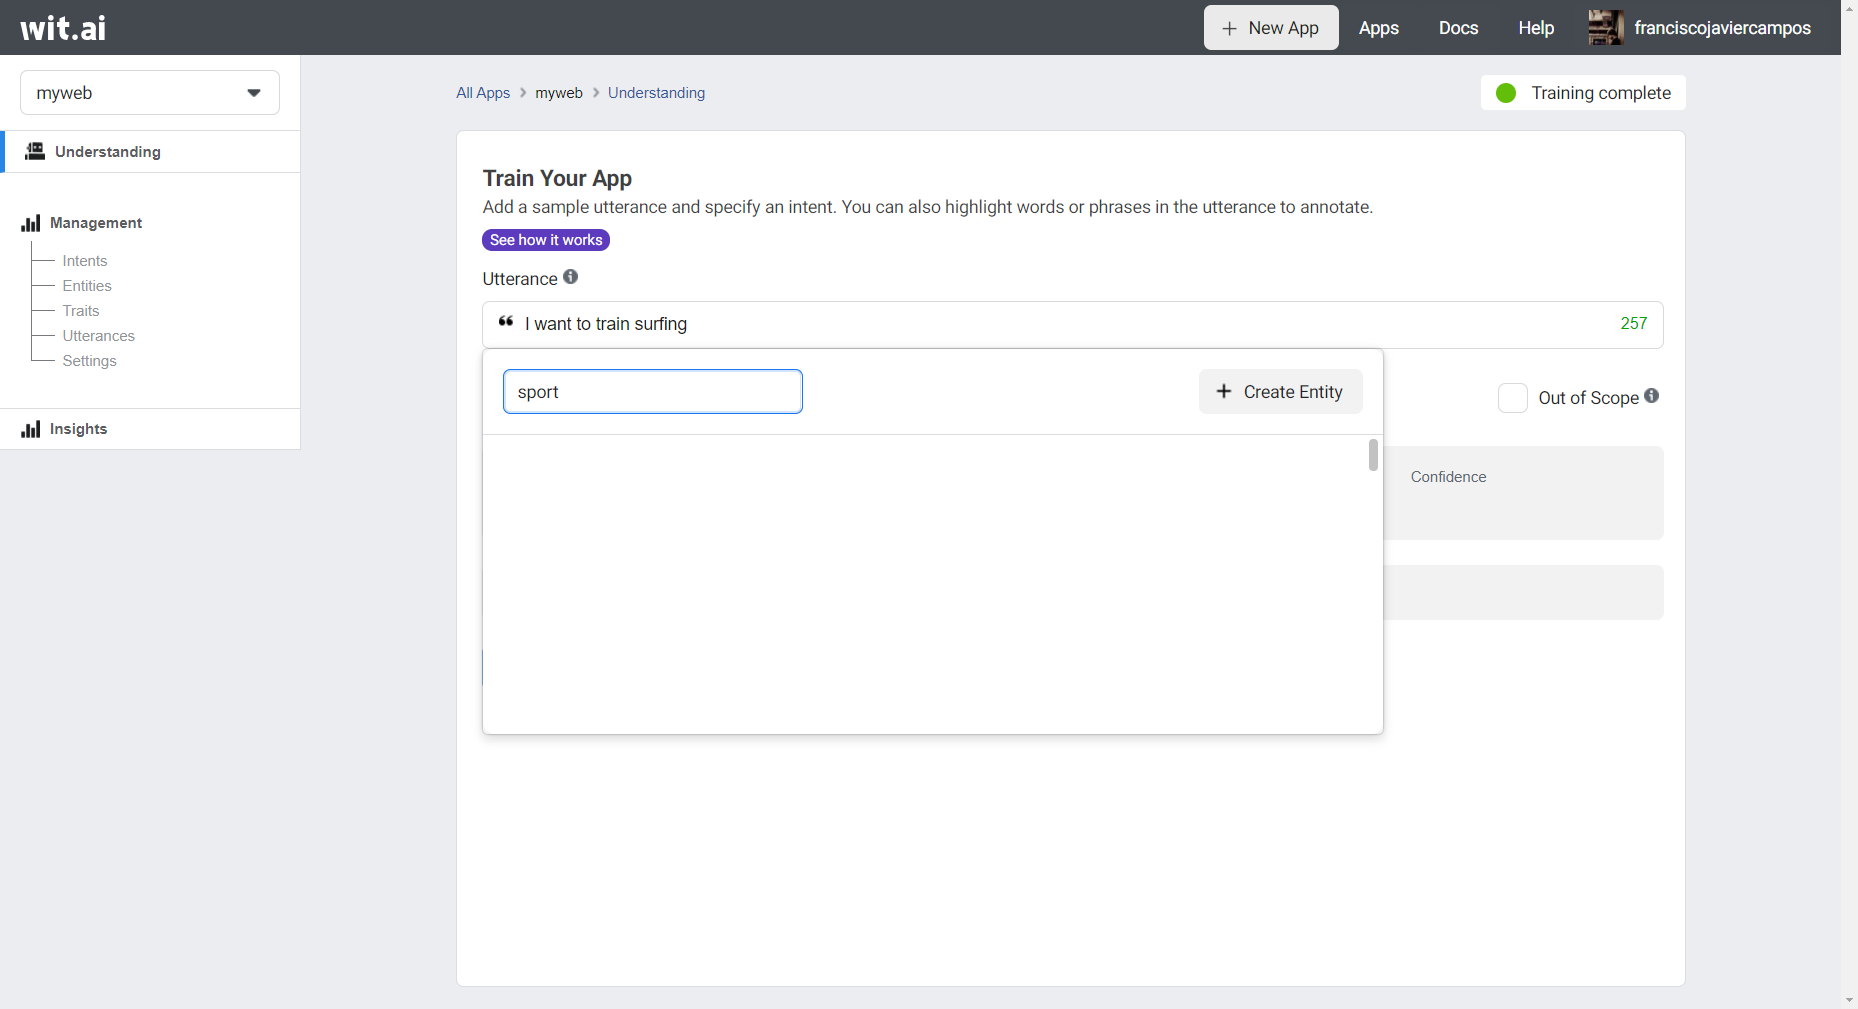 wit.ai
New App
Apps
Docs
Help
franciscojaviercampos
myweb
All Apps
myweb
Understanding
Training complete
Understanding
Management
Intents
Entities
Traits
Utterances
Settings
Insights
Train Your App
Add a sample utterance and specify an intent. You can also highlight words or phrases in the utterance to annotate.
See how it works
Utterance
I want to train surfing
257
sport
Create Entity
Out of Scope
Confidence